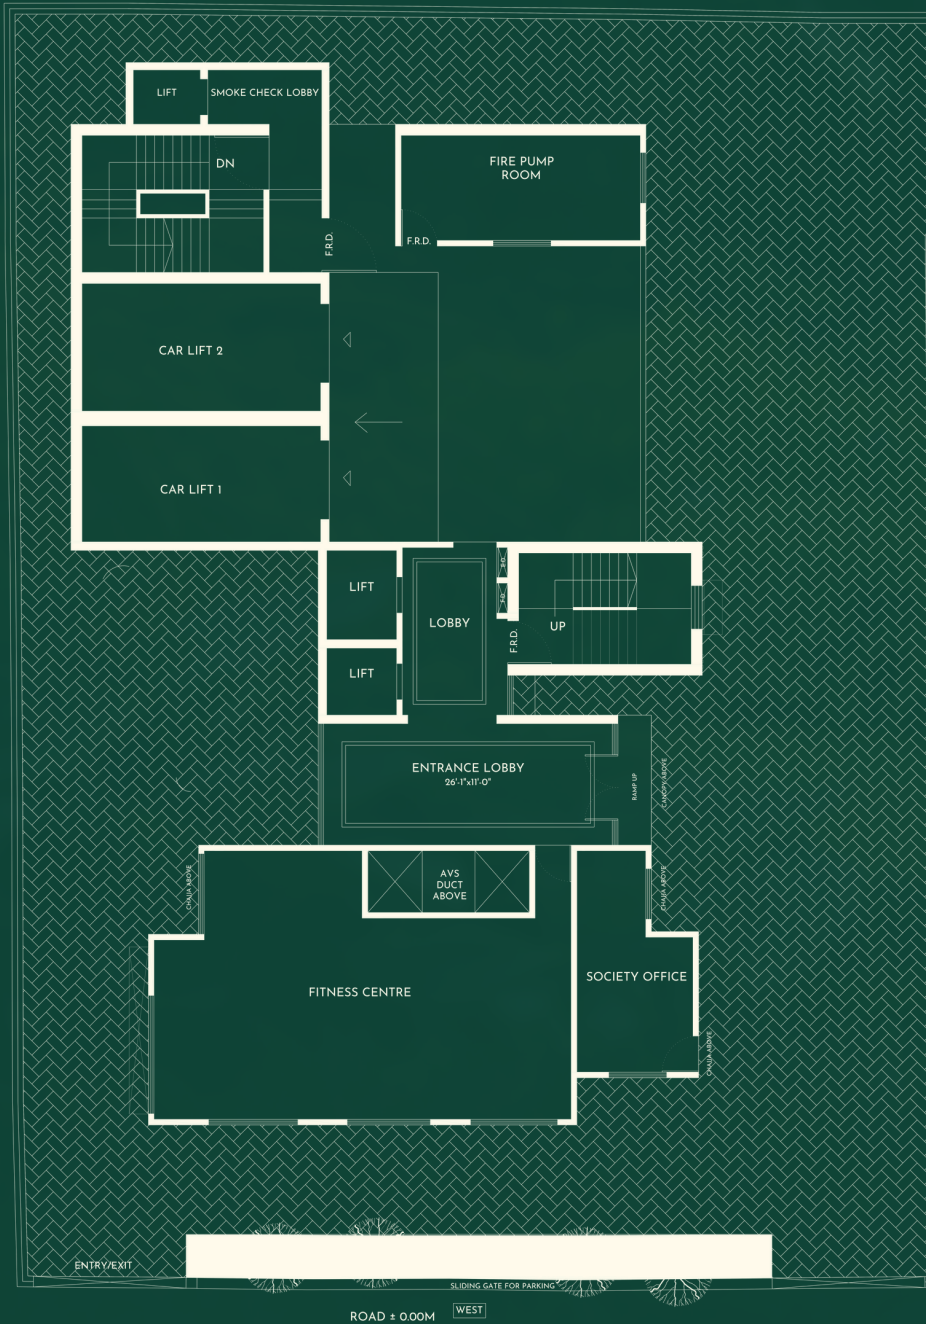 LIFT
SMOKE CHECK LOBBY
DN
FIRE PUMP
ROOM
F.R.D.
F.R.D.
CAR LIFT 2
CAR LIFT 1
LIFT
LOBBY
F.R.D.
UP
LIFT
ENTRANCE LOBBY
26'-1"x11'-0"
RAMP UP
CANOPY ABOVE
CHAJJA ABOVE
AVS
DUCT
ABOVE
CHAJJA ABOVE
SOCIETY OFFICE
FITNESS CENTRE
CHAJJA ABOVE
ENTRY/EXIT
SLIDING GATE FOR PARKING
WEST
ROAD ± 0.00M